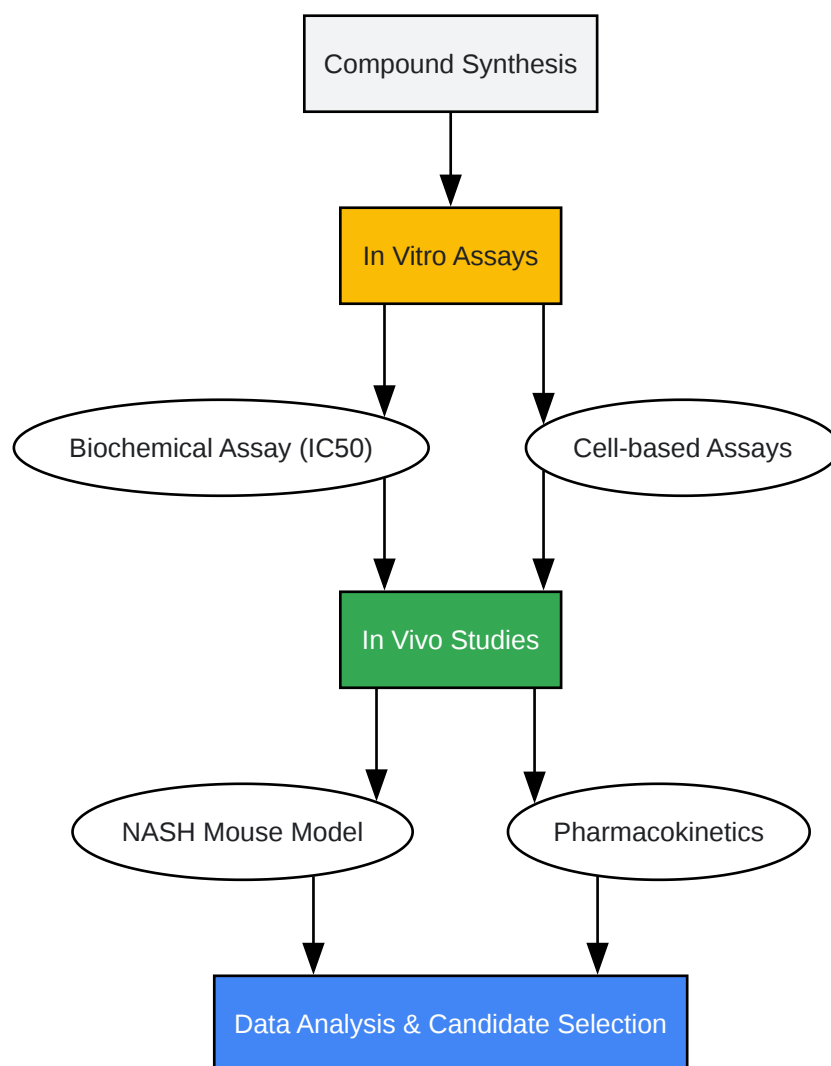 Compound Synthesis
In Vitro Assays
Biochemical Assay (IC50)
Cell-based Assays
In Vivo Studies
NASH Mouse Model
Pharmacokinetics
Data Analysis & Candidate Selection